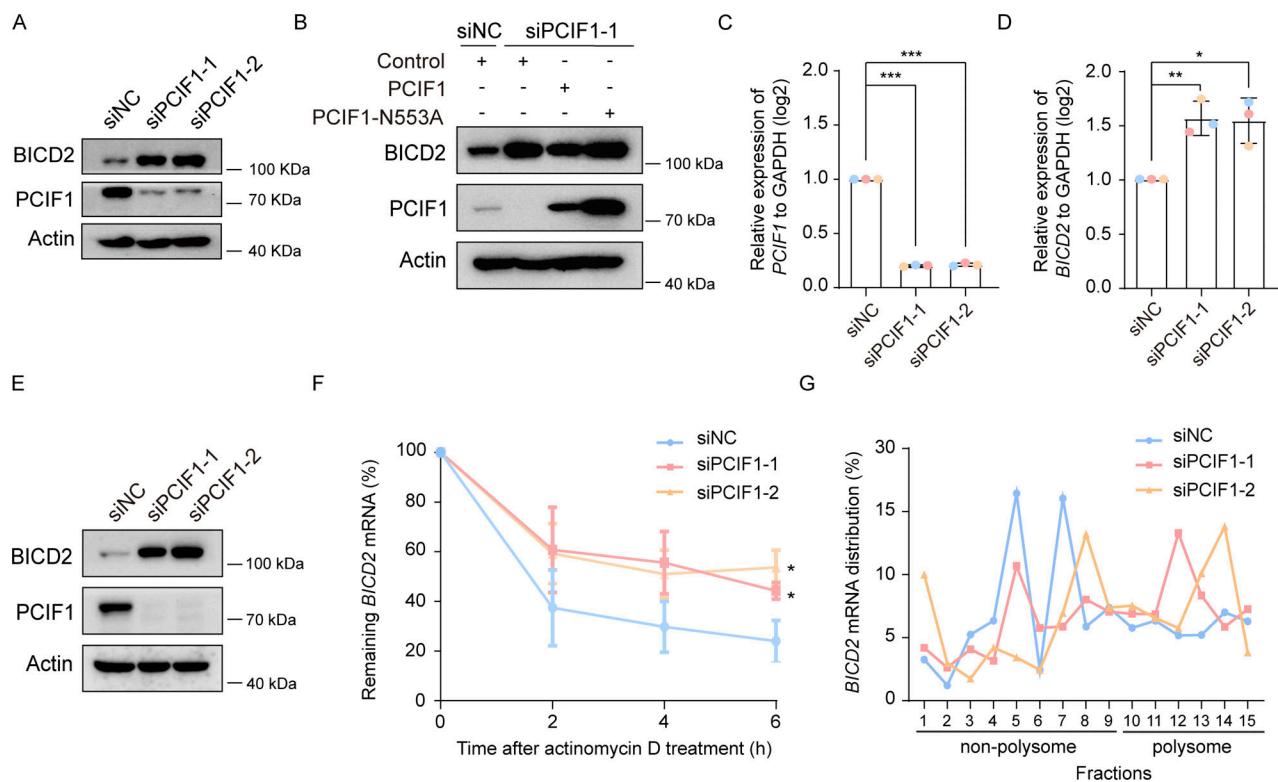 A
siNC
siPCIF1-1
siPCIF1-2
BICD2
100 KDa
PCIF1
70 KDa
Actin
40 KDa
B
siNC siPCIF1-1
Control + + - -
PCIF1 - - + -
PCIF1-N553A - - - +
BICD2
100 kDa
PCIF1
70 kDa
Actin
40 kDa
C
Relative expression of
PCIF1 to GAPDH (log2)
2.0
1.5
1.0
0.5
0.0
***
***
siNC
siPCIF1-1
siPCIF1-2
D
Relative expression of
BICD2 to GAPDH (log2)
2.0
1.5
1.0
0.5
0.0
*
**
siNC
siPCIF1-1
siPCIF1-2
E
siNC
siPCIF1-1
siPCIF1-2
BICD2
100 kDa
PCIF1
70 kDa
Actin
40 kDa
F
siNC
siPCIF1-1
siPCIF1-2
Remaining BICD2 mRNA (%)
100
80
60
40
20
0
*
*
0 2 4 6
Time after actinomycin D treatment (h)
G
siNC
siPCIF1-1
siPCIF1-2
BICD2 mRNA distribution (%)
30
15
10
5
0
1 2 3 4 5 6 7 8 9 10 11 12 13 14 15
non-polysome polysome
Fractions